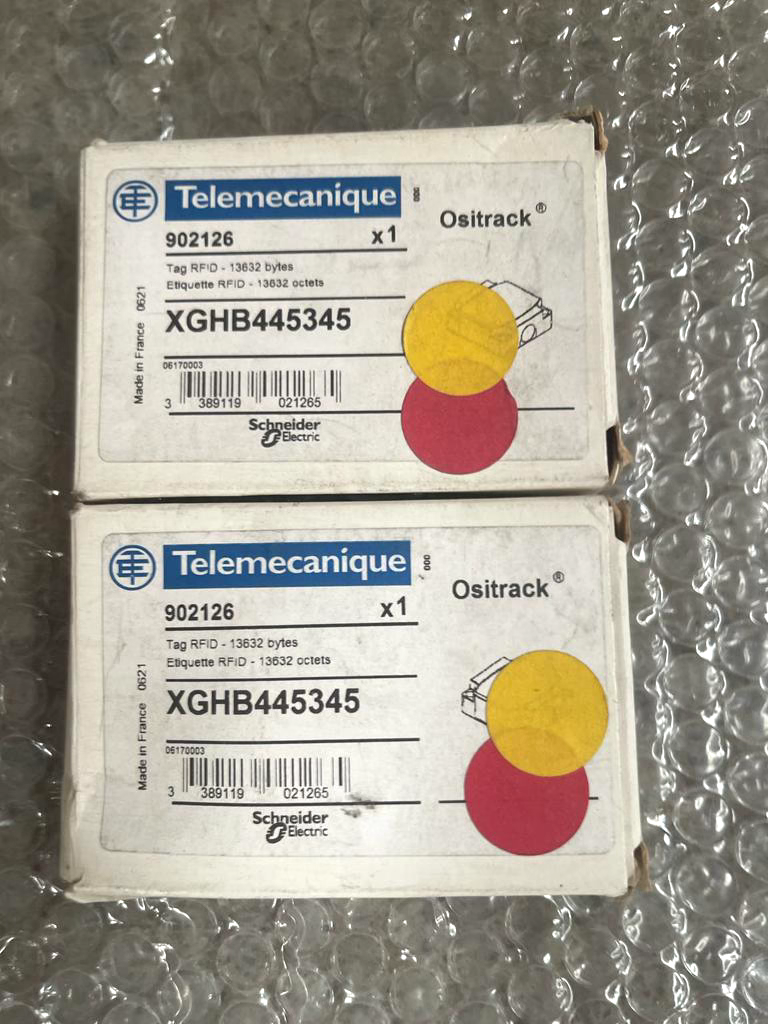 Telemecanique
000
Ositrack®
902126 x1
Tag RFID - 13632 bytes
Etiquette RFID - 13632 octets
XGHB445345
Made in France 0621
06170003
3 389119 021265
Schneider
Electric
Telemecanique
000
Ositrack®
902126 x1
Tag RFID - 13632 bytes
Etiquette RFID - 13632 octets
XGHB445345
Made in France 0621
06170003
3 389119 021265
Schneider
Electric